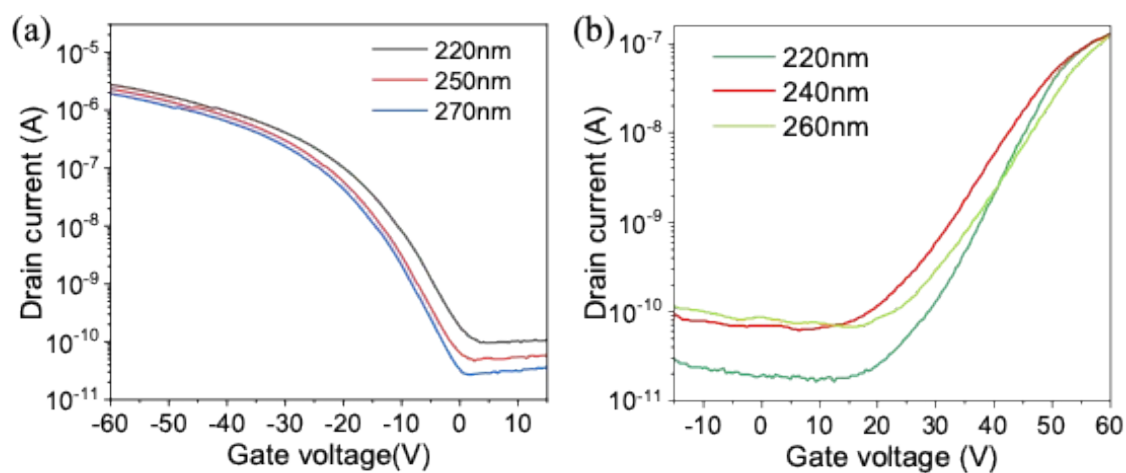 (a)
220nm
250nm
270nm
Drain current (A)
10⁻⁵
10⁻⁶
10⁻⁷
10⁻⁸
10⁻⁹
10⁻¹⁰
10⁻¹¹
-60 -50 -40 -30 -20 -10 0 10
Gate voltage(V)
(b)
220nm
240nm
260nm
Drain current (A)
10⁻⁷
10⁻⁸
10⁻⁹
10⁻¹⁰
10⁻¹¹
-10 0 10 20 30 40 50 60
Gate voltage (V)